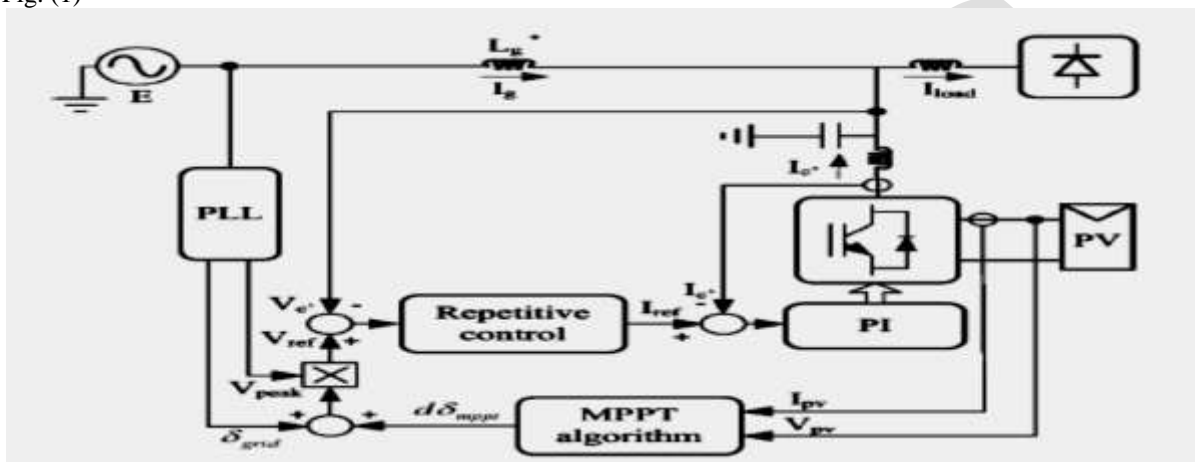 Fig. (1)
Lg *
E
Ig
Iload
Ic*
PLL
PV
Vc*
-
Repetitive control
Iref
Ic*
-
+
PI
Vref
+
Vpeak
+
+
dδmppt
δgrid
MPPT algorithm
Ipv
Vpv